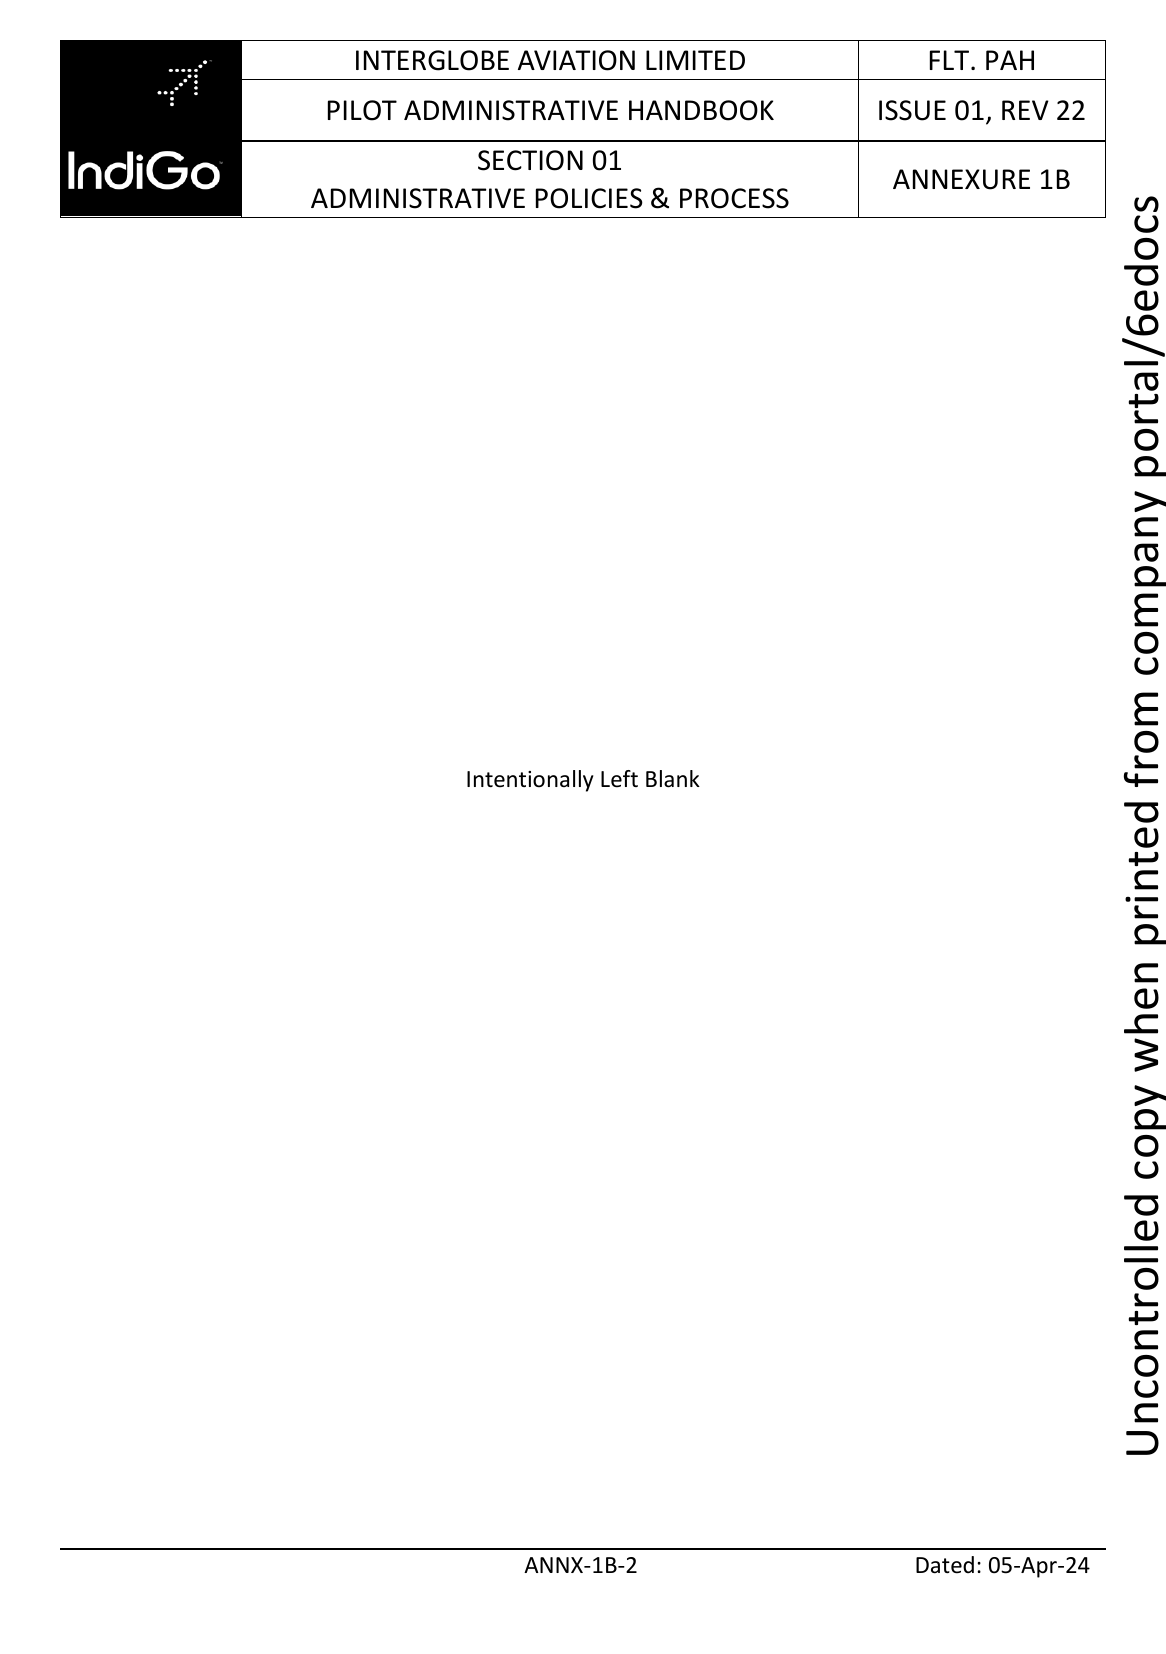 INTERGLOBE AVIATION LIMITED
FLT. PAH
PILOT ADMINISTRATIVE HANDBOOK
ISSUE 01, REV 22
IndiGo
SECTION 01
ADMINISTRATIVE POLICIES & PROCESS
ANNEXURE 1B
Uncontrolled copy when printed from company portal/6edocs
Intentionally Left Blank
ANNX-1B-2
Dated: 05-Apr-24